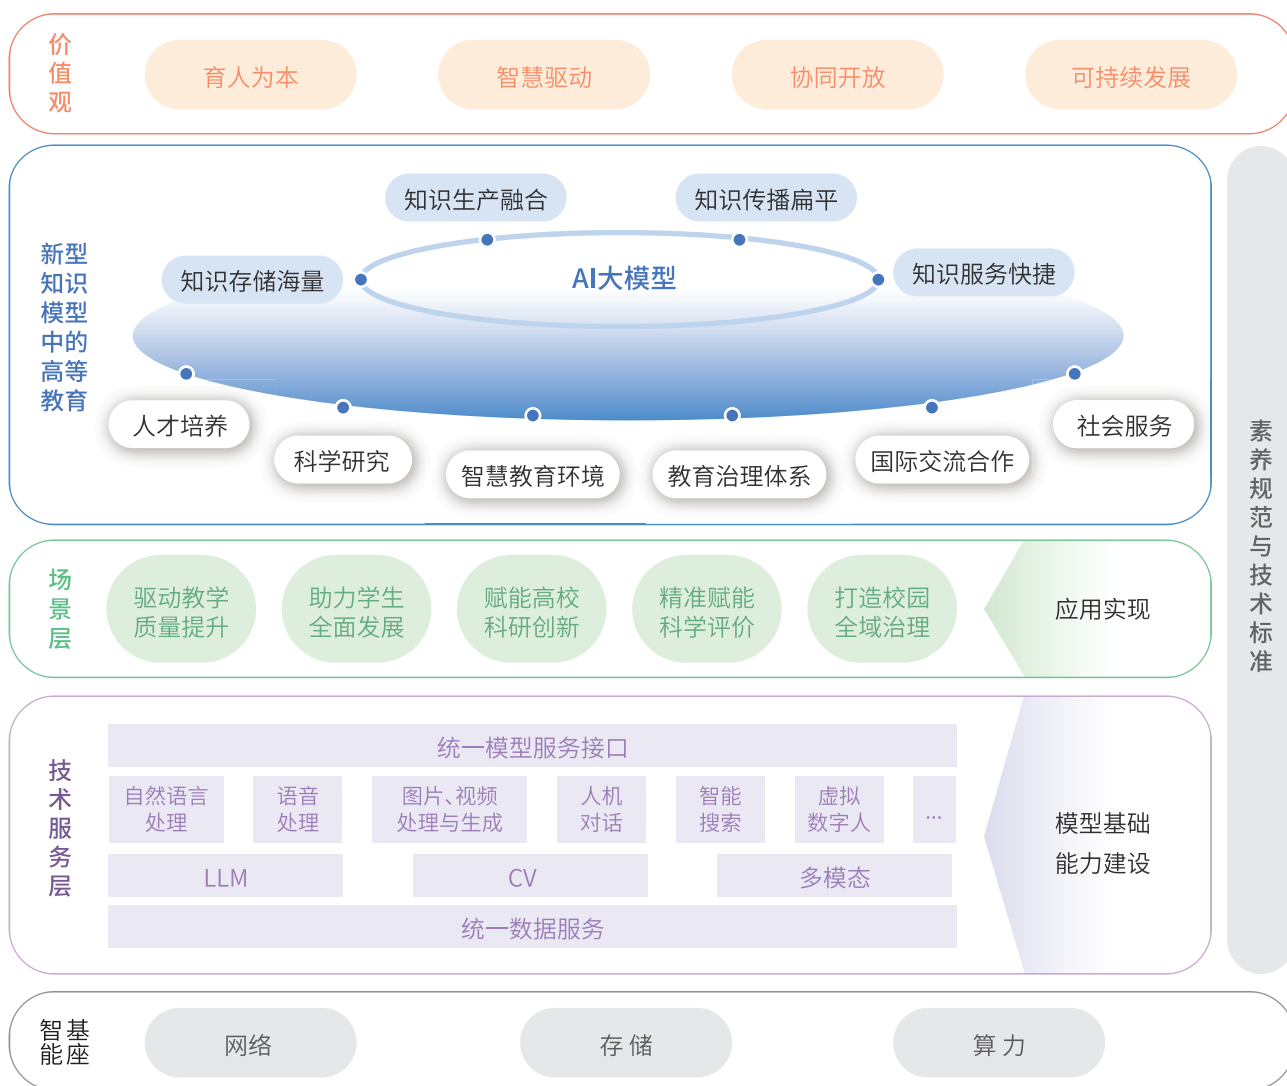 价值观
育人为本
智慧驱动
协同开放
可持续发展
新型
知识
模型
中的
高等
教育
知识生产融合
知识传播扁平
知识存储海量
AI大模型
知识服务快捷
人才培养
科学研究
智慧教育环境
教育治理体系
国际交流合作
社会服务
素养规范与技术标准
场景层
驱动教学
质量提升
助力学生
全面发展
赋能高校
科研创新
精准赋能
科学评价
打造校园
全域治理
应用实现
技术服务层
统一模型服务接口
自然语言
处理
语音
处理
图片、视频
处理与生成
人机
对话
智能
搜索
虚拟
数字人
...
LLM
CV
多模态
统一数据服务
模型基础
能力建设
智能基座
网络
存储
算力